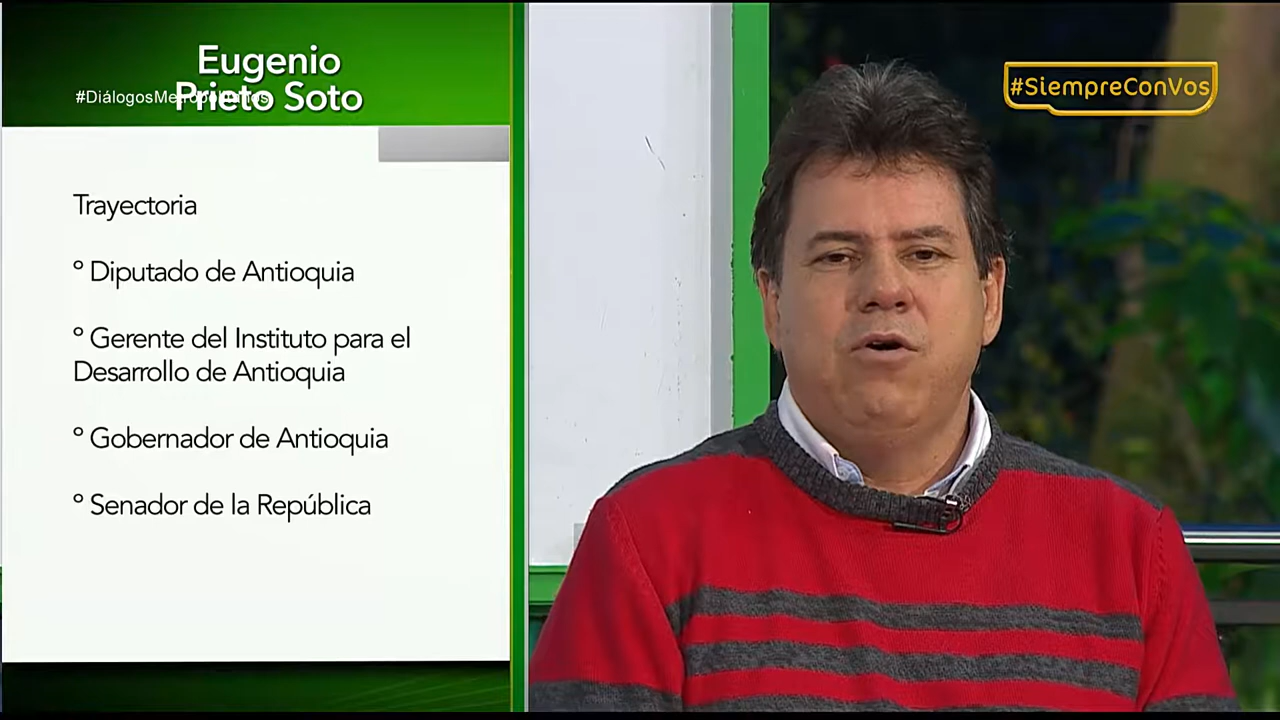 Eugenio
Prieto Soto
#DiálogosMetropolitanos
#SiempreConVos
Trayectoria
° Diputado de Antioquia
° Gerente del Instituto para el
Desarrollo de Antioquia
° Gobernador de Antioquia
° Senador de la República